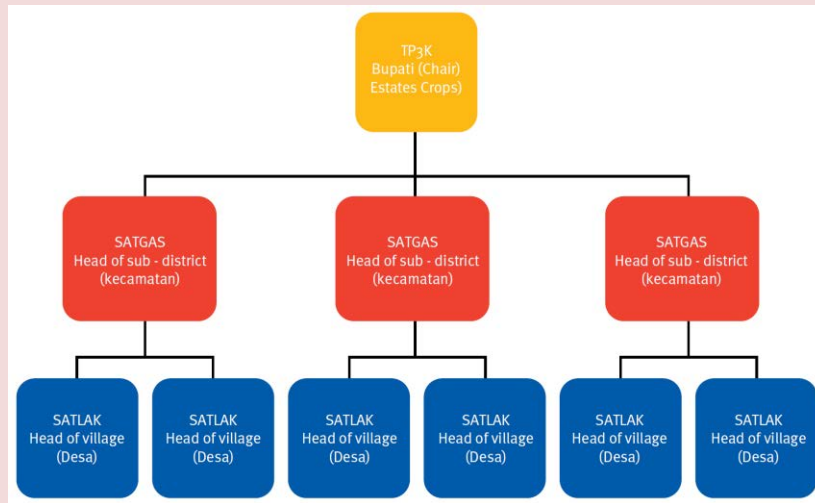 TP3K
Bupati (Chair)
Estates Crops)
SATGAS
Head of sub - district
(kecamatan)
SATGAS
Head of sub - district
(kecamatan)
SATGAS
Head of sub - district
(kecamatan)
SATLAK
Head of village
(Desa)
SATLAK
Head of village
(Desa)
SATLAK
Head of village
(Desa)
SATLAK
Head of village
(Desa)
SATLAK
Head of village
(Desa)
SATLAK
Head of village
(Desa)